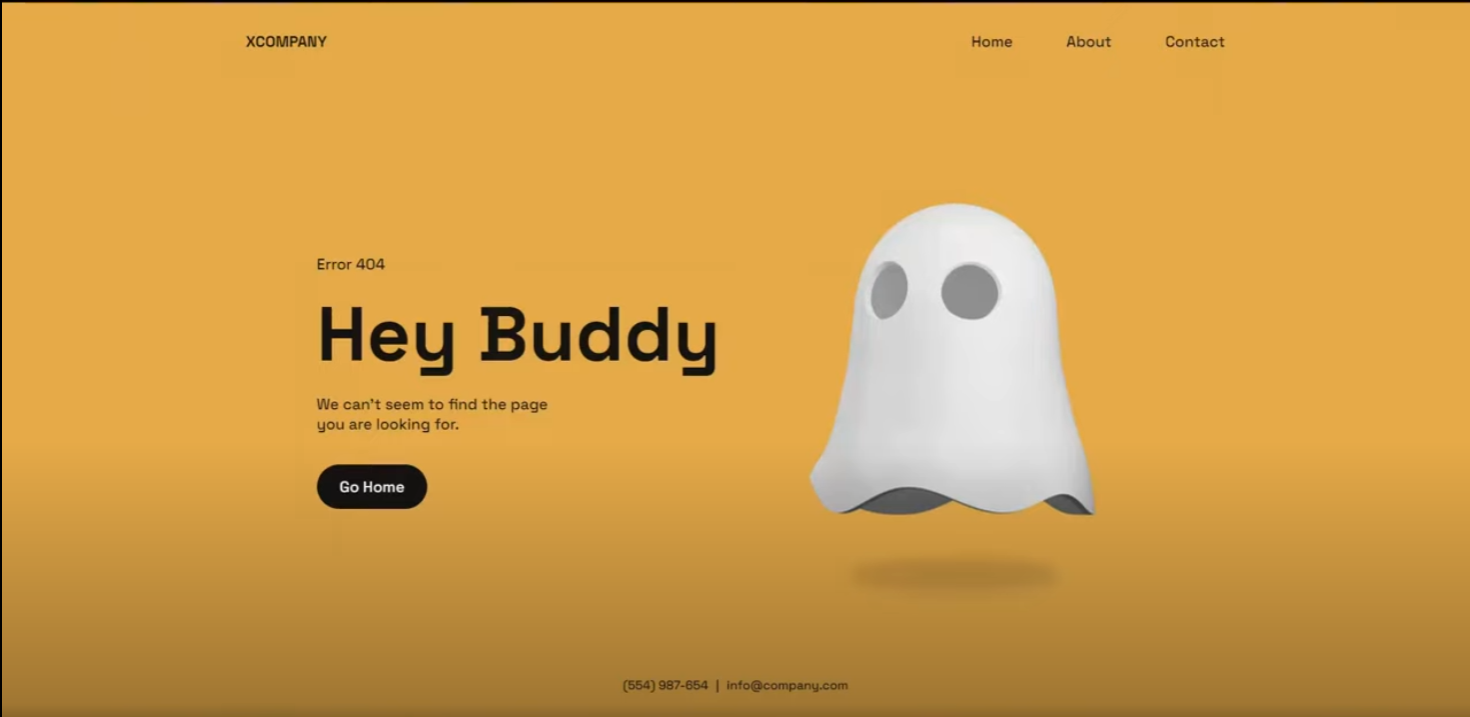 XCOMPANY
Home About Contact
Error 404
Hey Buddy
We can't seem to find the page
you are looking for.
Go Home
(554) 987-654 | info@company.com